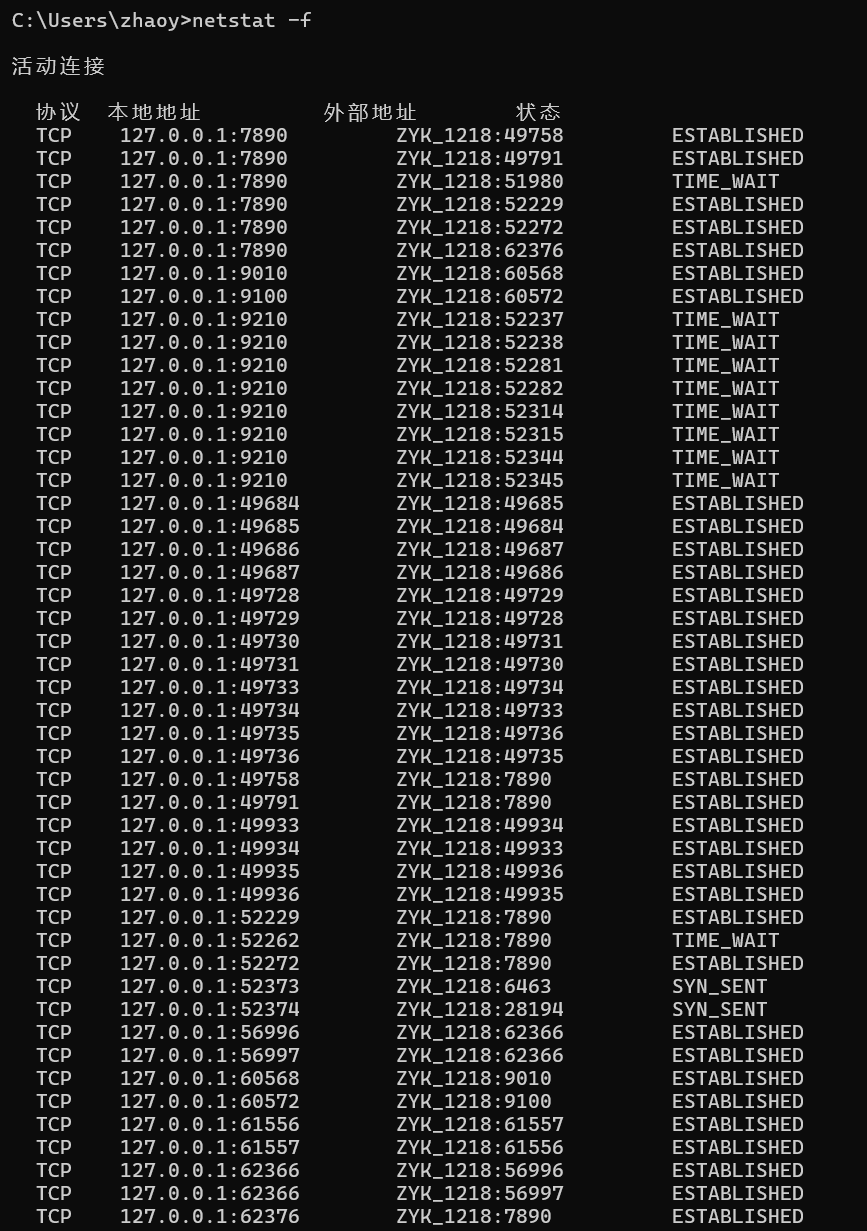 C:\Users\zhaoy>netstat -f
活动连接
协议 本地地址 外部地址 状态
TCP 127.0.0.1:7890 ZYK_1218:49758 ESTABLISHED
TCP 127.0.0.1:7890 ZYK_1218:49791 ESTABLISHED
TCP 127.0.0.1:7890 ZYK_1218:51980 TIME_WAIT
TCP 127.0.0.1:7890 ZYK_1218:52229 ESTABLISHED
TCP 127.0.0.1:7890 ZYK_1218:52272 ESTABLISHED
TCP 127.0.0.1:7890 ZYK_1218:62376 ESTABLISHED
TCP 127.0.0.1:9010 ZYK_1218:60568 ESTABLISHED
TCP 127.0.0.1:9100 ZYK_1218:60572 ESTABLISHED
TCP 127.0.0.1:9210 ZYK_1218:52237 TIME_WAIT
TCP 127.0.0.1:9210 ZYK_1218:52238 TIME_WAIT
TCP 127.0.0.1:9210 ZYK_1218:52281 TIME_WAIT
TCP 127.0.0.1:9210 ZYK_1218:52282 TIME_WAIT
TCP 127.0.0.1:9210 ZYK_1218:52314 TIME_WAIT
TCP 127.0.0.1:9210 ZYK_1218:52315 TIME_WAIT
TCP 127.0.0.1:9210 ZYK_1218:52344 TIME_WAIT
TCP 127.0.0.1:9210 ZYK_1218:52345 TIME_WAIT
TCP 127.0.0.1:49684 ZYK_1218:49685 ESTABLISHED
TCP 127.0.0.1:49685 ZYK_1218:49684 ESTABLISHED
TCP 127.0.0.1:49686 ZYK_1218:49687 ESTABLISHED
TCP 127.0.0.1:49687 ZYK_1218:49686 ESTABLISHED
TCP 127.0.0.1:49728 ZYK_1218:49729 ESTABLISHED
TCP 127.0.0.1:49729 ZYK_1218:49728 ESTABLISHED
TCP 127.0.0.1:49730 ZYK_1218:49731 ESTABLISHED
TCP 127.0.0.1:49731 ZYK_1218:49730 ESTABLISHED
TCP 127.0.0.1:49733 ZYK_1218:49734 ESTABLISHED
TCP 127.0.0.1:49734 ZYK_1218:49733 ESTABLISHED
TCP 127.0.0.1:49735 ZYK_1218:49736 ESTABLISHED
TCP 127.0.0.1:49736 ZYK_1218:49735 ESTABLISHED
TCP 127.0.0.1:49758 ZYK_1218:7890 ESTABLISHED
TCP 127.0.0.1:49791 ZYK_1218:7890 ESTABLISHED
TCP 127.0.0.1:49933 ZYK_1218:49934 ESTABLISHED
TCP 127.0.0.1:49934 ZYK_1218:49933 ESTABLISHED
TCP 127.0.0.1:49935 ZYK_1218:49936 ESTABLISHED
TCP 127.0.0.1:49936 ZYK_1218:49935 ESTABLISHED
TCP 127.0.0.1:52229 ZYK_1218:7890 ESTABLISHED
TCP 127.0.0.1:52262 ZYK_1218:7890 TIME_WAIT
TCP 127.0.0.1:52272 ZYK_1218:7890 ESTABLISHED
TCP 127.0.0.1:52373 ZYK_1218:6463 SYN_SENT
TCP 127.0.0.1:52374 ZYK_1218:28194 SYN_SENT
TCP 127.0.0.1:56996 ZYK_1218:62366 ESTABLISHED
TCP 127.0.0.1:56997 ZYK_1218:62366 ESTABLISHED
TCP 127.0.0.1:60568 ZYK_1218:9010 ESTABLISHED
TCP 127.0.0.1:60572 ZYK_1218:9100 ESTABLISHED
TCP 127.0.0.1:61556 ZYK_1218:61557 ESTABLISHED
TCP 127.0.0.1:61557 ZYK_1218:61556 ESTABLISHED
TCP 127.0.0.1:62366 ZYK_1218:56996 ESTABLISHED
TCP 127.0.0.1:62366 ZYK_1218:56997 ESTABLISHED
TCP 127.0.0.1:62376 ZYK_1218:7890 ESTABLISHED